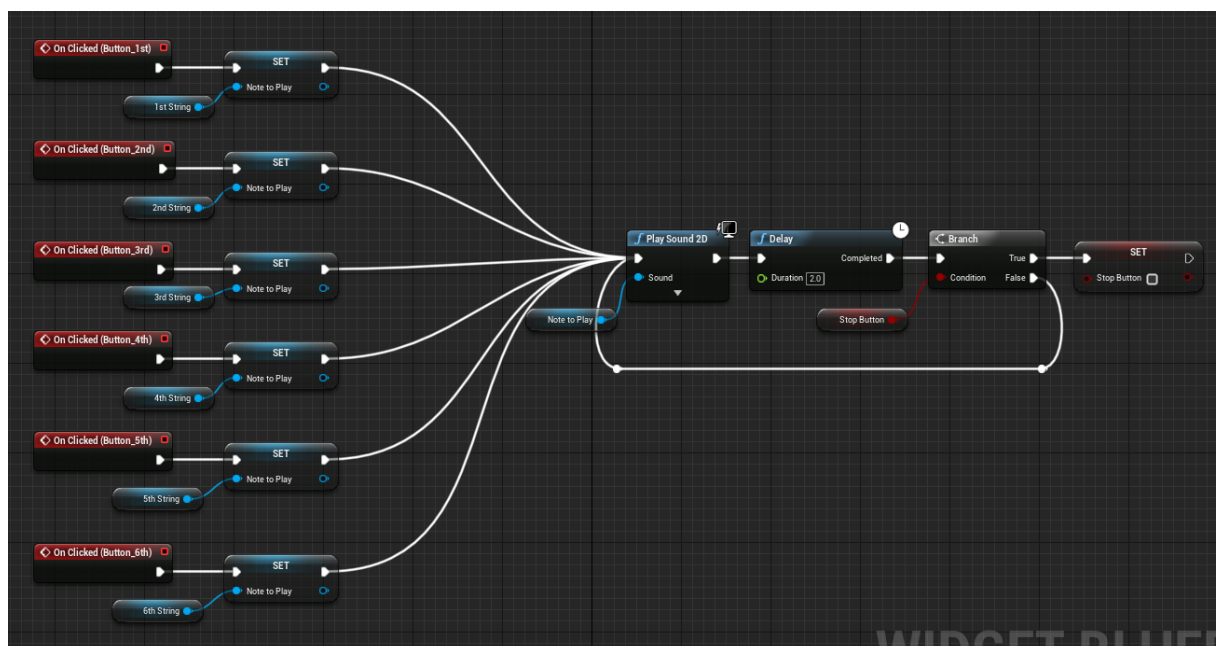 On Clicked (Button_1st)
SET
Note to Play
1st String
On Clicked (Button_2nd)
SET
Note to Play
2nd String
On Clicked (Button_3rd)
SET
Note to Play
3rd String
On Clicked (Button_4th)
SET
Note to Play
4th String
On Clicked (Button_5th)
SET
Note to Play
5th String
On Clicked (Button_6th)
SET
Note to Play
6th String
f Play Sound 2D
Sound
Note to Play
f Delay
Completed
Duration 2.0
Branch
True
Condition False
Stop Button
SET
Stop Button
WIDGET